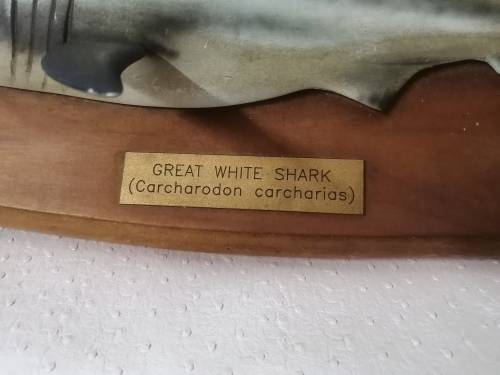 GREAT WHITE SHARK
(Carcharodon carcharias)